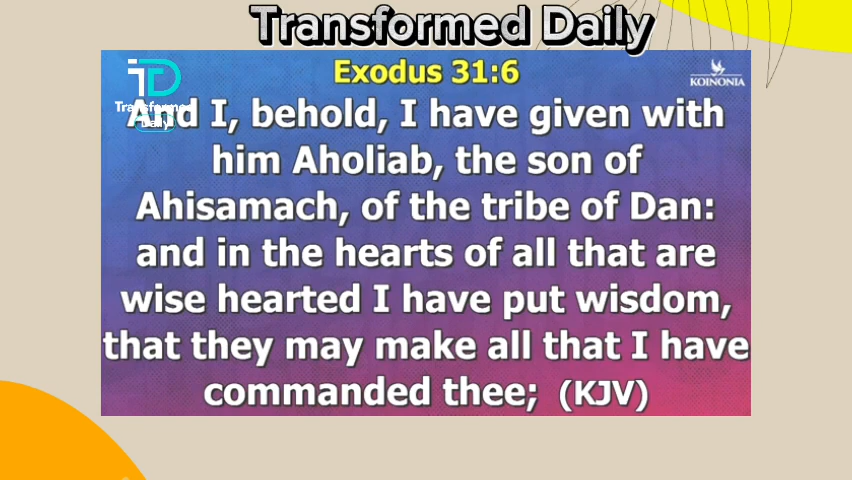 Transformed Daily
Exodus 31:6
KOINONIA
TD
Transformed
Daily
And I, behold, I have given with
him Aholiab, the son of
Ahisamach, of the tribe of Dan:
and in the hearts of all that are
wise hearted I have put wisdom,
that they may make all that I have
commanded thee; (KJV)